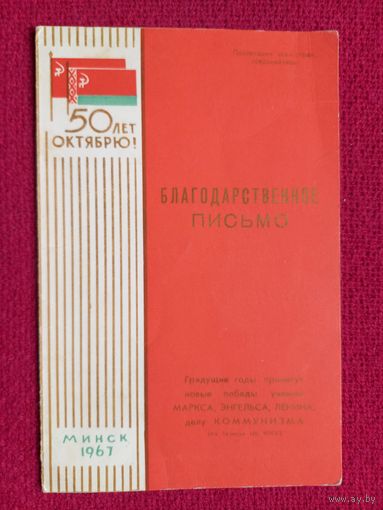 Пролетарии всех стран,
соединяйтесь!
50 ЛЕТ
ОКТЯБРЮ!
БЛАГОДАРСТВЕННОЕ
ПИСЬМО
Грядущие годы принесут
новые победы учению
МАРКСА, ЭНГЕЛЬСА, ЛЕНИНА,
делу КОММУНИЗМА
МИНСК
1967
ay.by